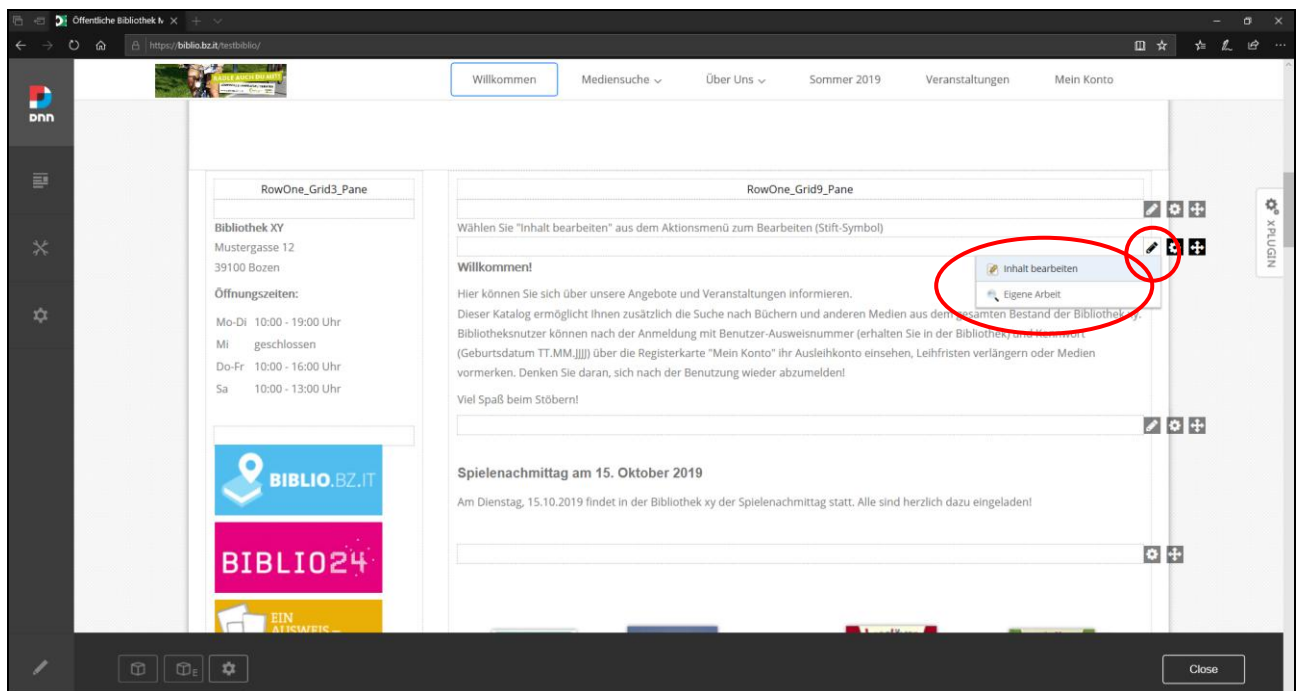 Öffentliche Bibliothek
https://biblio.bz.it/testbiblio/
DNN
Willkommen
Mediensuche
Über Uns
Sommer 2019
Veranstaltungen
Mein Konto
RADLE AUCH DU MIT!
RowOne_Grid3_Pane
Bibliothek XY
Mustergasse 12
39100 Bozen
Öffnungszeiten:
Mo-Di 10:00 - 19:00 Uhr
Mi geschlossen
Do-Fr 10:00 - 16:00 Uhr
Sa 10:00 - 13:00 Uhr
BIBLIO.BZ.IT
BIBLIO24
EIN
AUSWEIS –
RowOne_Grid9_Pane
Wählen Sie "Inhalt bearbeiten" aus dem Aktionsmenü zum Bearbeiten (Stift-Symbol)
Inhalt bearbeiten
Eigene Arbeit
Willkommen!
Hier können Sie sich über unsere Angebote und Veranstaltungen informieren.
Dieser Katalog ermöglicht Ihnen zusätzlich die Suche nach Büchern und anderen Medien aus dem gesamten Bestand der Bibliothek xy.
Bibliotheksnutzer können nach der Anmeldung mit Benutzer-Ausweisnummer (erhalten Sie in der Bibliothek) und Kennwort
(Geburtsdatum TT.MM.JJJJ) über die Registerkarte "Mein Konto" ihr Ausleihkonto einsehen, Leihfristen verlängern oder Medien
vormerken. Denken Sie daran, sich nach der Benutzung wieder abzumelden!
Viel Spaß beim Stöbern!
Spielenachmittag am 15. Oktober 2019
Am Dienstag, 15.10.2019 findet in der Bibliothek xy der Spielenachmittag statt. Alle sind herzlich dazu eingeladen!
X PLUGIN
E
Close